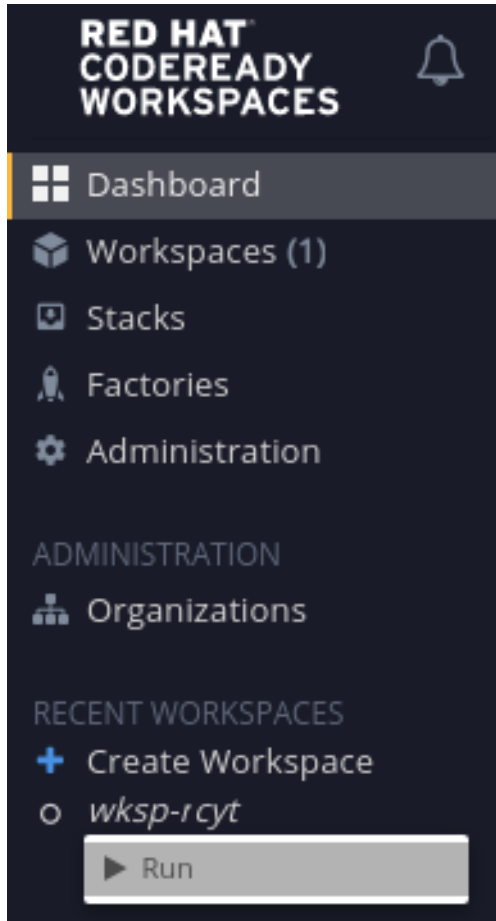 RED HAT
CODEREADY
WORKSPACES
Dashboard
Workspaces (1)
Stacks
Factories
Administration
ADMINISTRATION
Organizations
RECENT WORKSPACES
Create Workspace
wksp-rcyt
Run